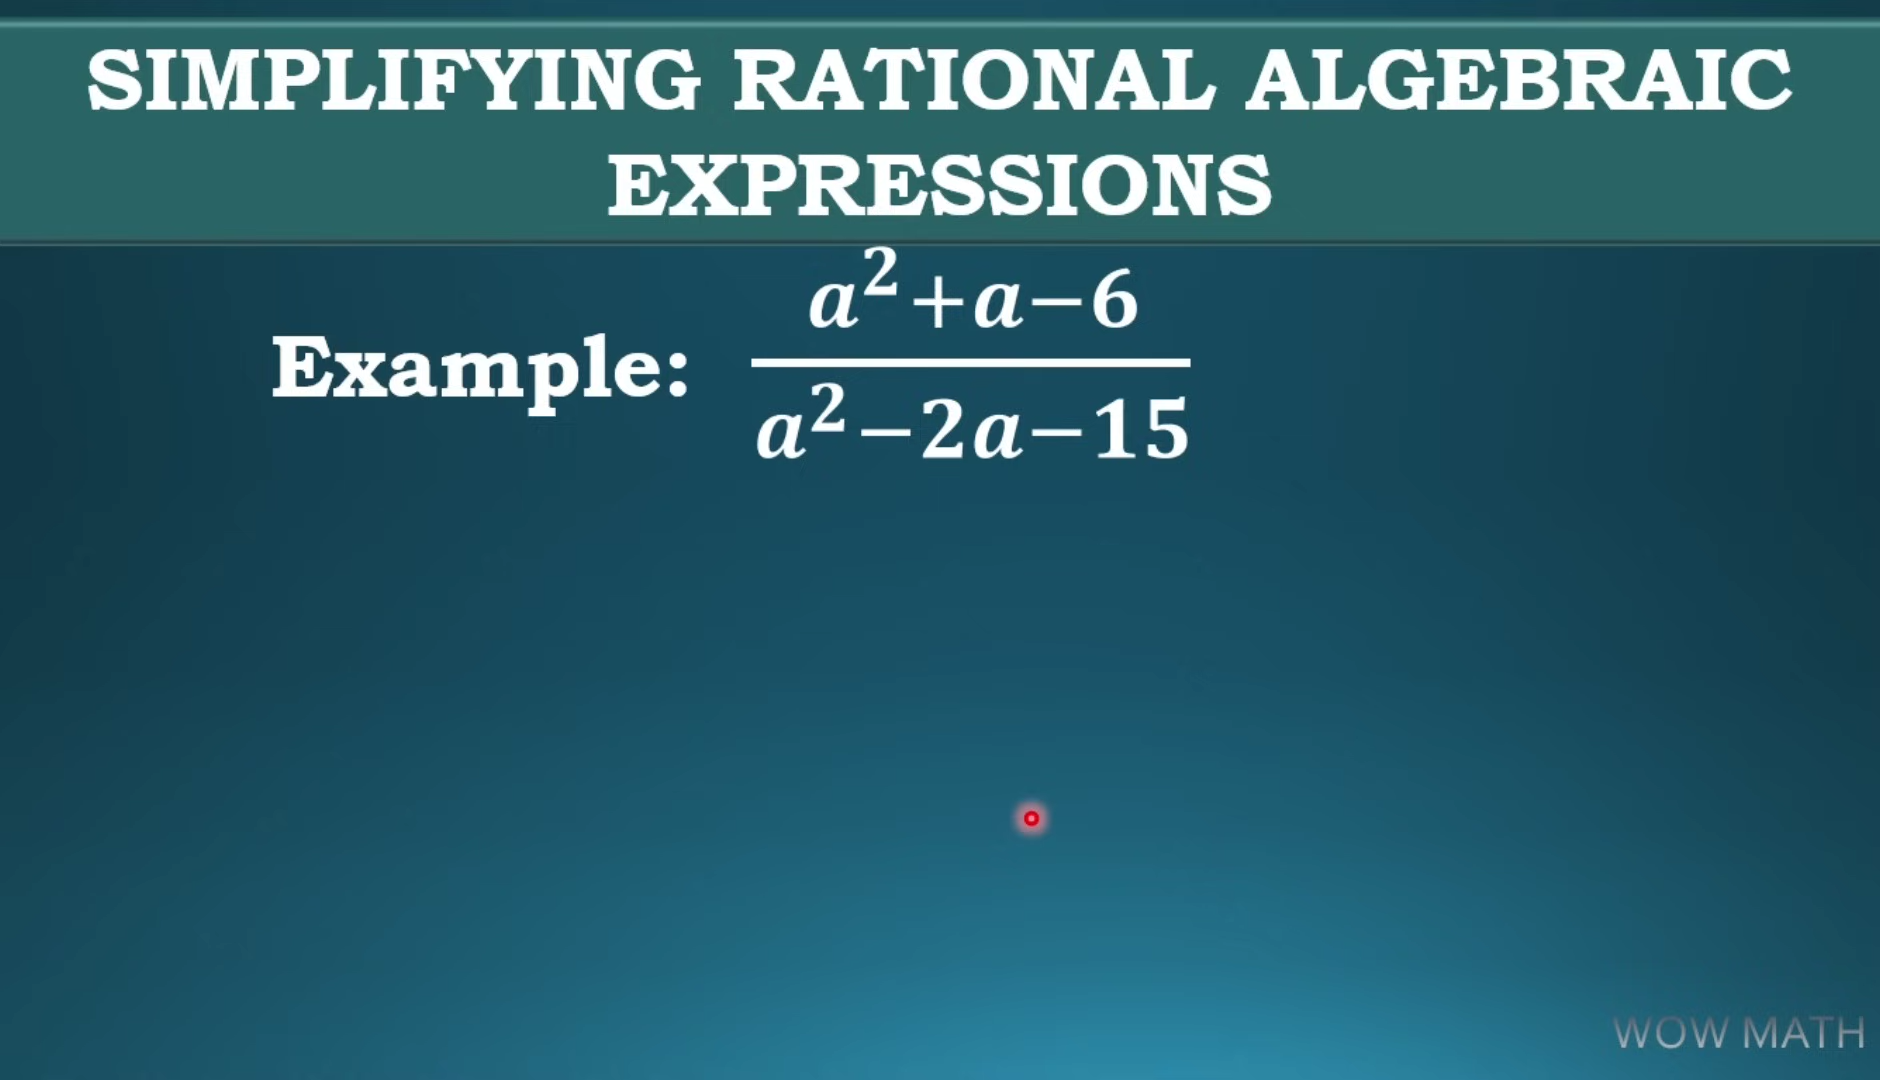 SIMPLIFYING RATIONAL ALGEBRAIC
EXPRESSIONS
Example: a²+a−6
a²−2a−15
WOW MATH